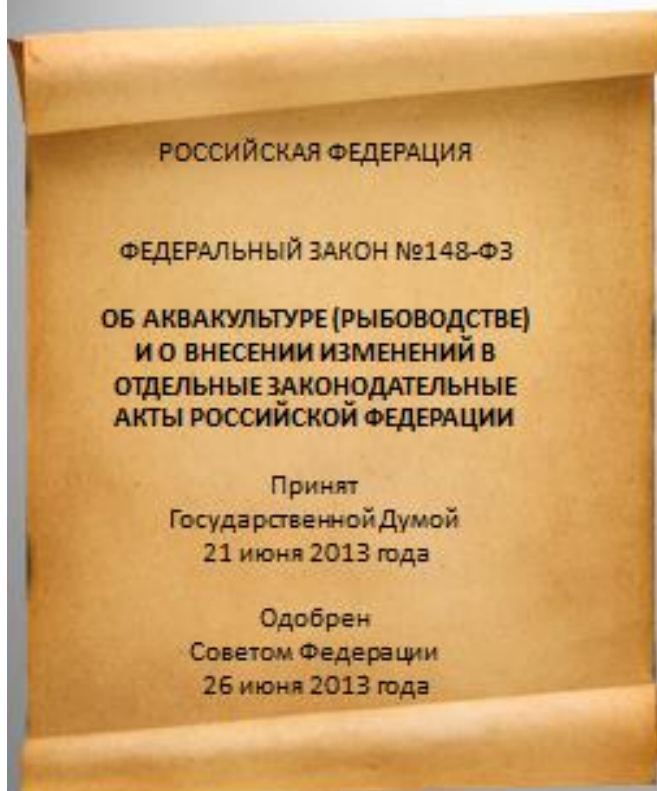 РОССИЙСКАЯ ФЕДЕРАЦИЯ
ФЕДЕРАЛЬНЫЙ ЗАКОН №148-ФЗ
ОБ АКВАКУЛЬТУРЕ (РЫБОВОДСТВЕ)
И О ВНЕСЕНИИ ИЗМЕНЕНИЙ В
ОТДЕЛЬНЫЕ ЗАКОНОДАТЕЛЬНЫЕ
АКТЫ РОССИЙСКОЙ ФЕДЕРАЦИИ
Принят
Государственной Думой
21 июня 2013 года
Одобрен
Советом Федерации
26 июня 2013 года